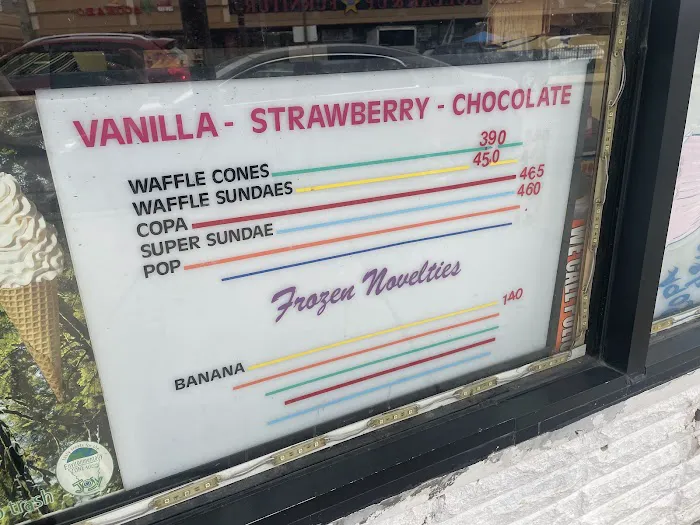 VANILLA - STRAWBERRY - CHOCOLATE
WAFFLE CONES 390
WAFFLE SUNDAES 450
COPA 465
SUPER SUNDAE 460
POP
Frozen Novelties
BANANA 140
trash